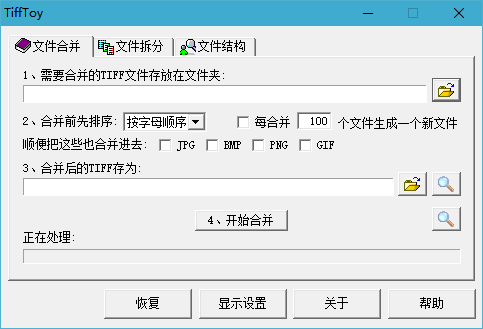 TiffToy
文件合并 文件拆分 文件结构
1、需要合并的TIFF文件存放在文件夹:
2、合并前先排序: 按字母顺序 每合并 100 个文件生成一个新文件
顺便把这些也合并进去: JPG BMP PNG GIF
3、合并后的TIFF存为:
4、开始合并
正在处理:
恢复 显示设置 关于 帮助